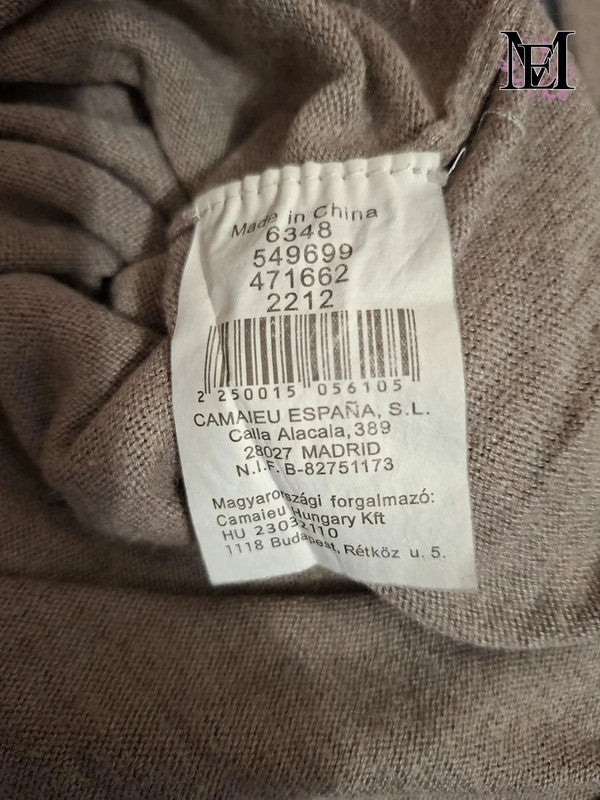 Made in China
6348
549699
471662
2212
2 250015 056105
CAMAIEU ESPAÑA, S.L.
Calla Alacala,389
28027 MADRID
N.I.F. B-82751173
Magyarországi forgalmazó:
Camaieu Hungary Kft
HU 23032110
1118 Budapest, Rétköz u. 5.